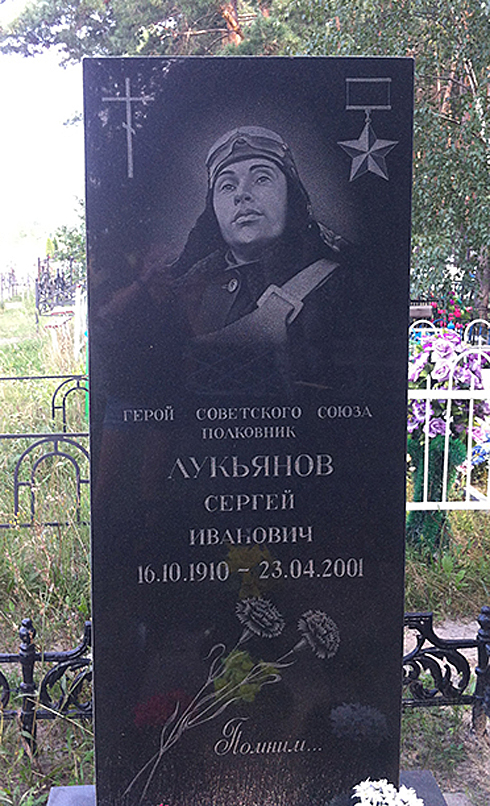 ГЕРОЙ СОВЕТСКОГО СОЮЗА
ПОЛКОВНИК
ЛУКЬЯНОВ
СЕРГЕЙ
ИВАНОВИЧ
16.10.1910 - 23.04.2001
Помним...